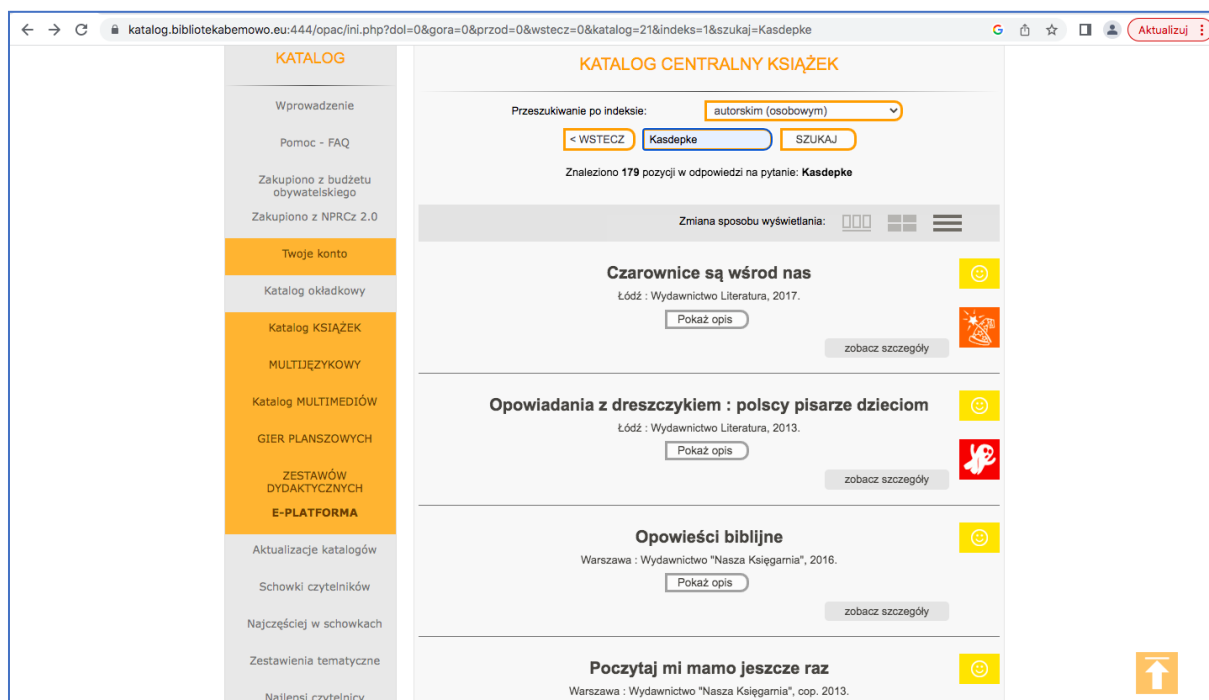 katalog.bibliotekabemowo.eu:444/opac/ini.php?dol=0&gora=0&przod=0&wstecz=0&katalog=21&indeks=1&szukaj=Kasdepke
Aktualizuj
KATALOG
Wprowadzenie
Pomoc - FAQ
Zakupiono z budżetu
obywatelskiego
Zakupiono z NPRCz 2.0
Twoje konto
Katalog okładkowy
Katalog KSIĄŻEK
MULTIJĘZYKOWY
Katalog MULTIMEDIÓW
GIER PLANSZOWYCH
ZESTAWÓW
DYDAKTYCZNYCH
E-PLATFORMA
Aktualizacje katalogów
Schowki czytelników
Najczęściej w schowkach
Zestawienia tematyczne
Najlepsi czytelnicy
KATALOG CENTRALNY KSIĄŻEK
Przeszukiwanie po indeksie: autorskim (osobowym)
< WSTECZ Kasdepke SZUKAJ
Znaleziono 179 pozycji w odpowiedzi na pytanie: Kasdepke
Zmiana sposobu wyświetlania:
Czarownice są wśrod nas
Łódź : Wydawnictwo Literatura, 2017.
Pokaż opis
zobacz szczegóły
Opowiadania z dreszczykiem : polscy pisarze dzieciom
Łódź : Wydawnictwo Literatura, 2013.
Pokaż opis
zobacz szczegóły
Opowieści biblijne
Warszawa : Wydawnictwo "Nasza Księgarnia", 2016.
Pokaż opis
zobacz szczegóły
Poczytaj mi mamo jeszcze raz
Warszawa : Wydawnictwo "Nasza Księgarnia", cop. 2013.